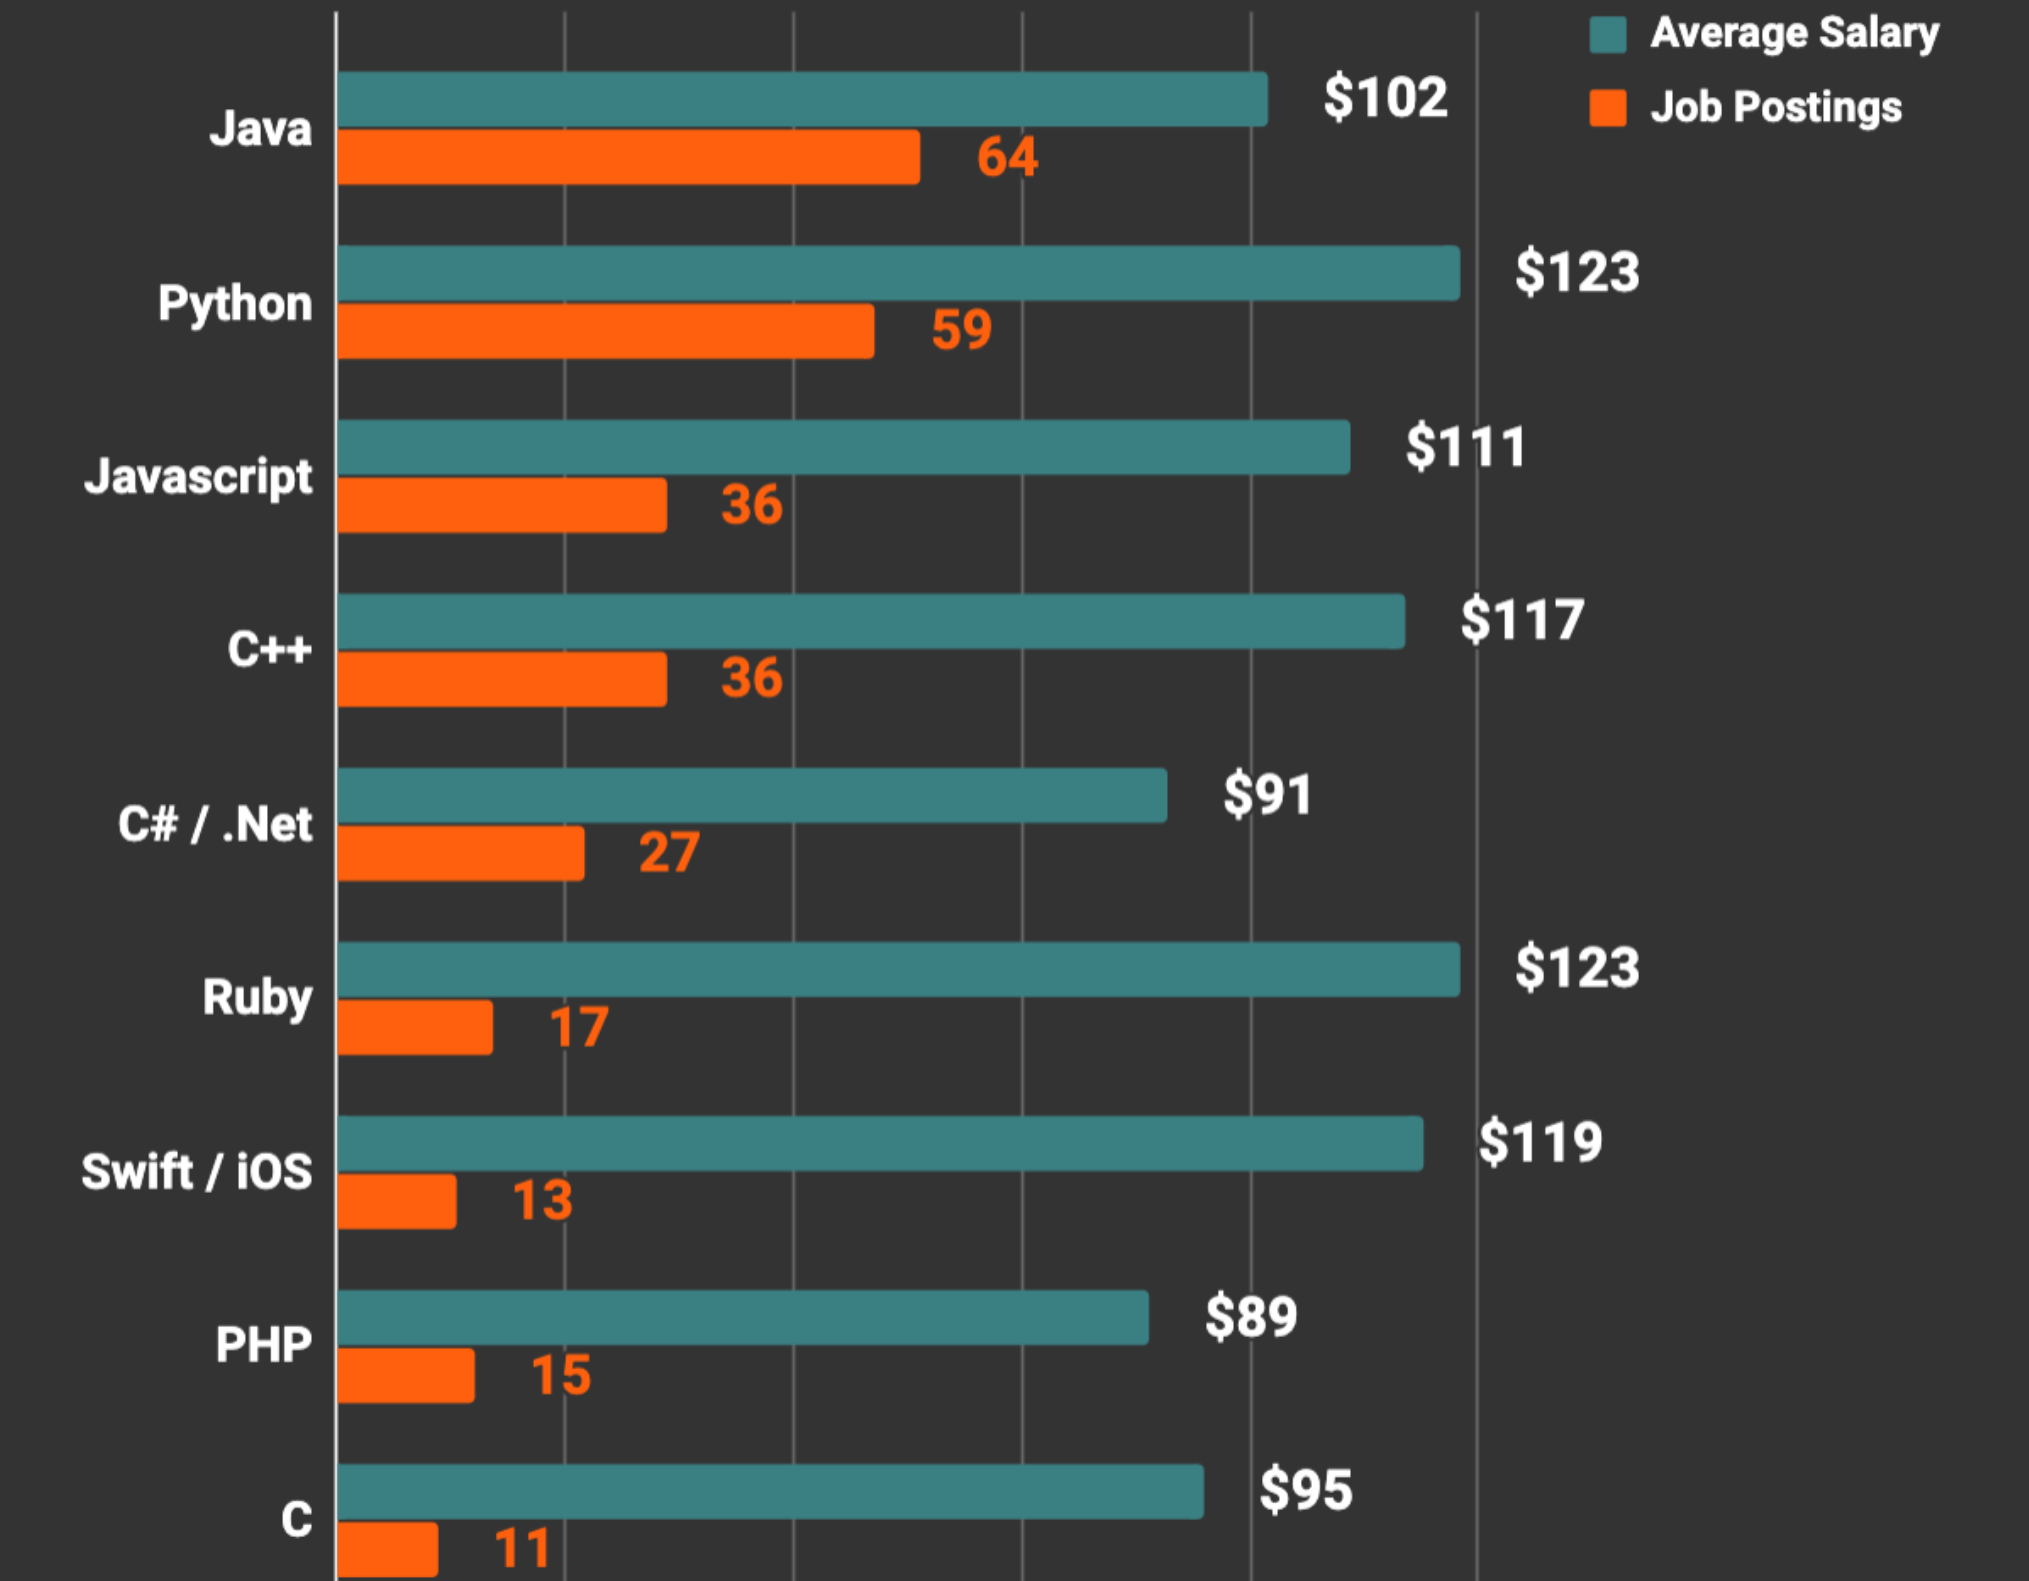 Average Salary
Job Postings
Java
$102
64
Python
$123
59
Javascript
$111
36
C++
$117
36
C# / .Net
$91
27
Ruby
$123
17
Swift / iOS
$119
13
PHP
$89
15
C
$95
11